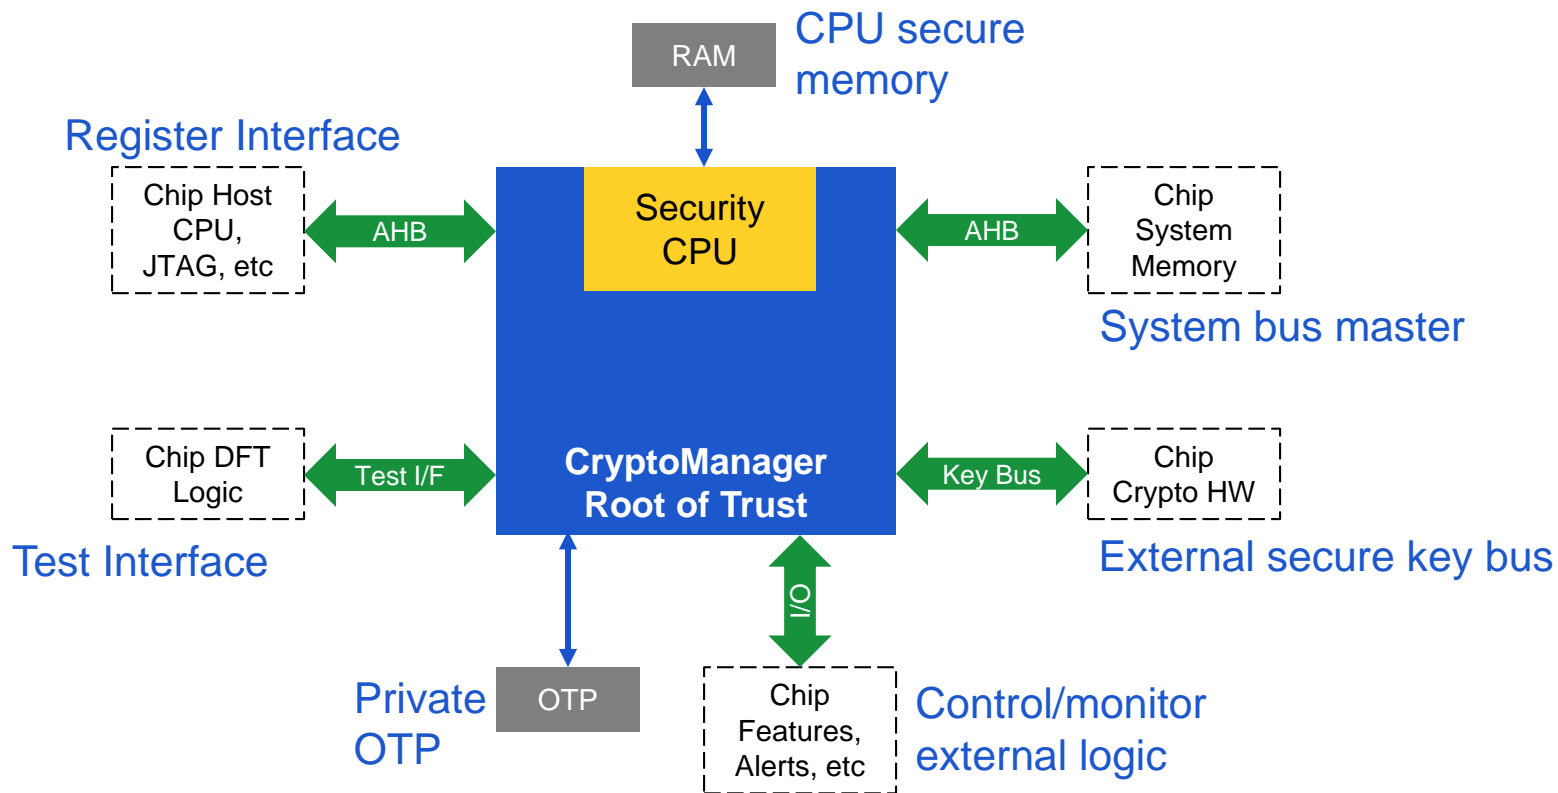 RAM
CPU secure
memory
Register Interface
Chip Host
CPU,
JTAG, etc
AHB
Security
CPU
AHB
Chip
System
Memory
System bus master
Chip DFT
Logic
Test I/F
CryptoManager
Root of Trust
Key Bus
Chip
Crypto HW
Test Interface
External secure key bus
I/O
Private
OTP
OTP
Chip
Features,
Alerts, etc
Control/monitor
external logic